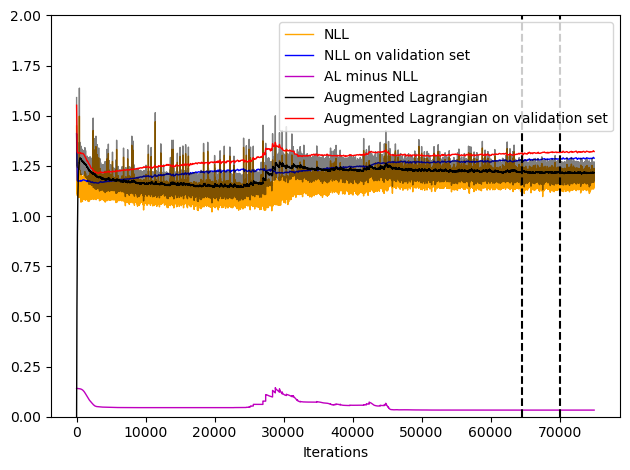 2.00
1.75
1.50
1.25
1.00
0.75
0.50
0.25
0.00
NLL
NLL on validation set
AL minus NLL
Augmented Lagrangian
Augmented Lagrangian on validation set
0 10000 20000 30000 40000 50000 60000 70000
Iterations